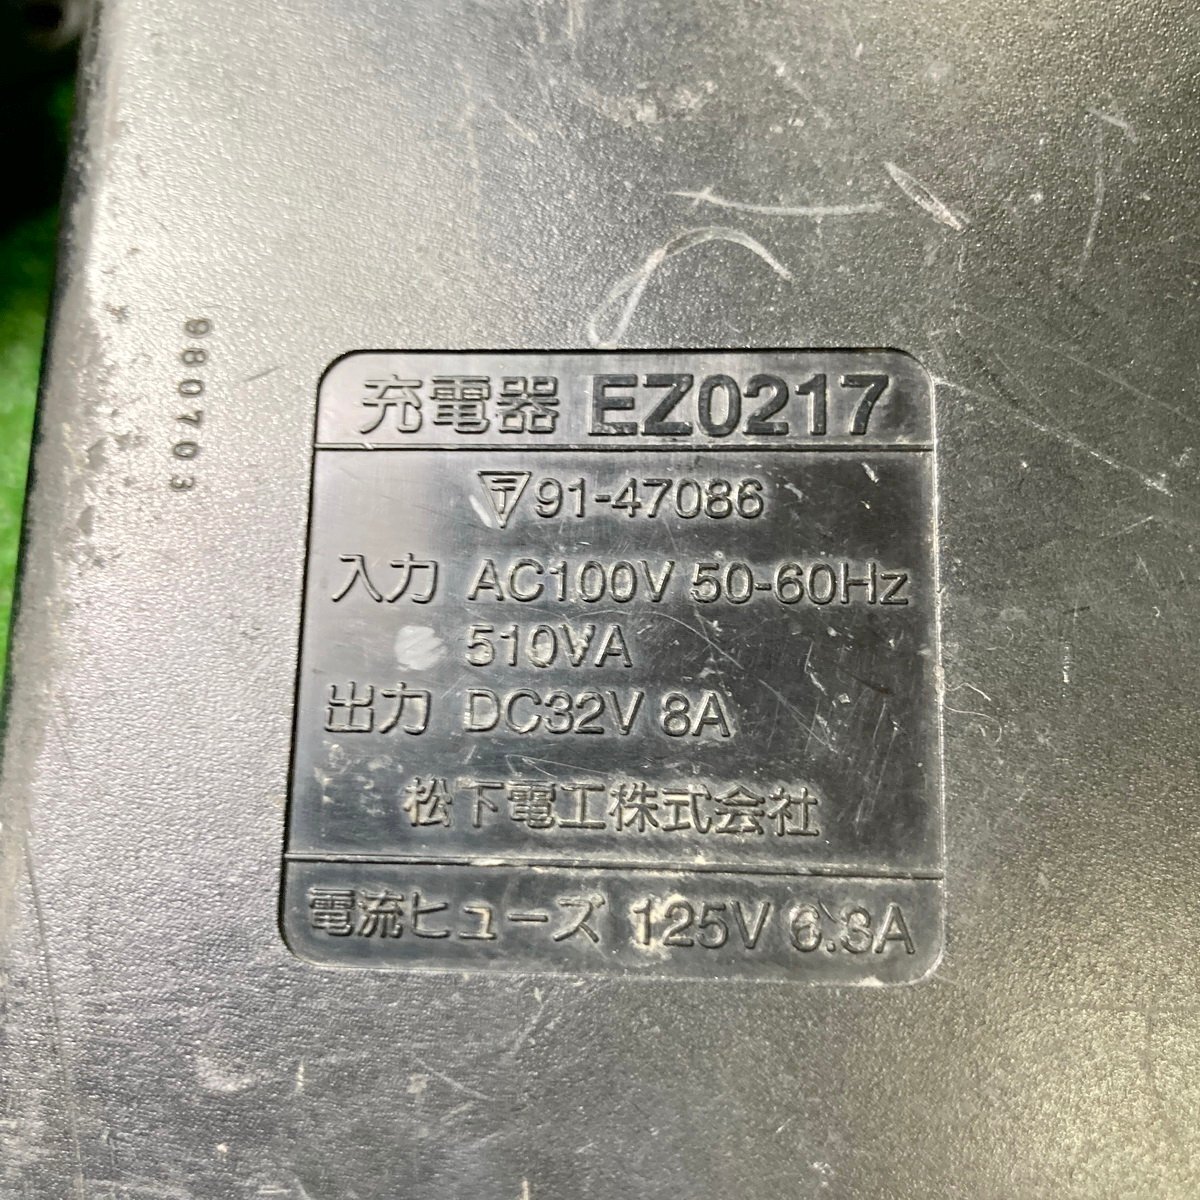 980703
充電器 EZ0217
T 91-47086
入力 AC100V 50-60Hz
510VA
出力 DC32V 8A
松下電工株式会社
電流ヒューズ 125V 6.3A